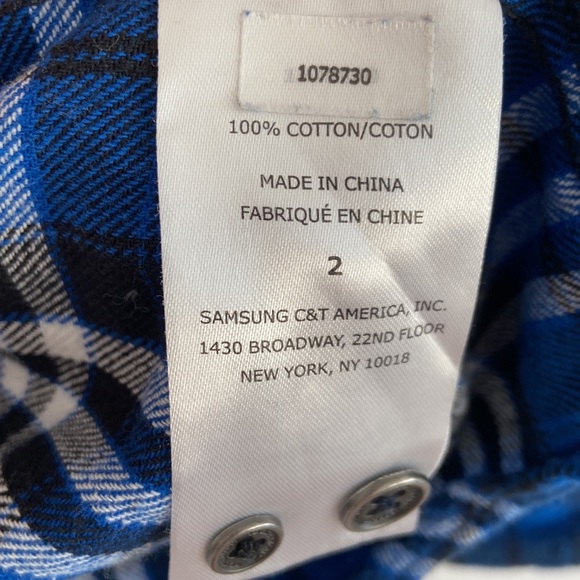 1078730
100% COTTON/COTON
MADE IN CHINA
FABRIQUÉ EN CHINE
2
SAMSUNG C&T AMERICA, INC.
1430 BROADWAY, 22ND FLOOR
NEW YORK, NY 10018